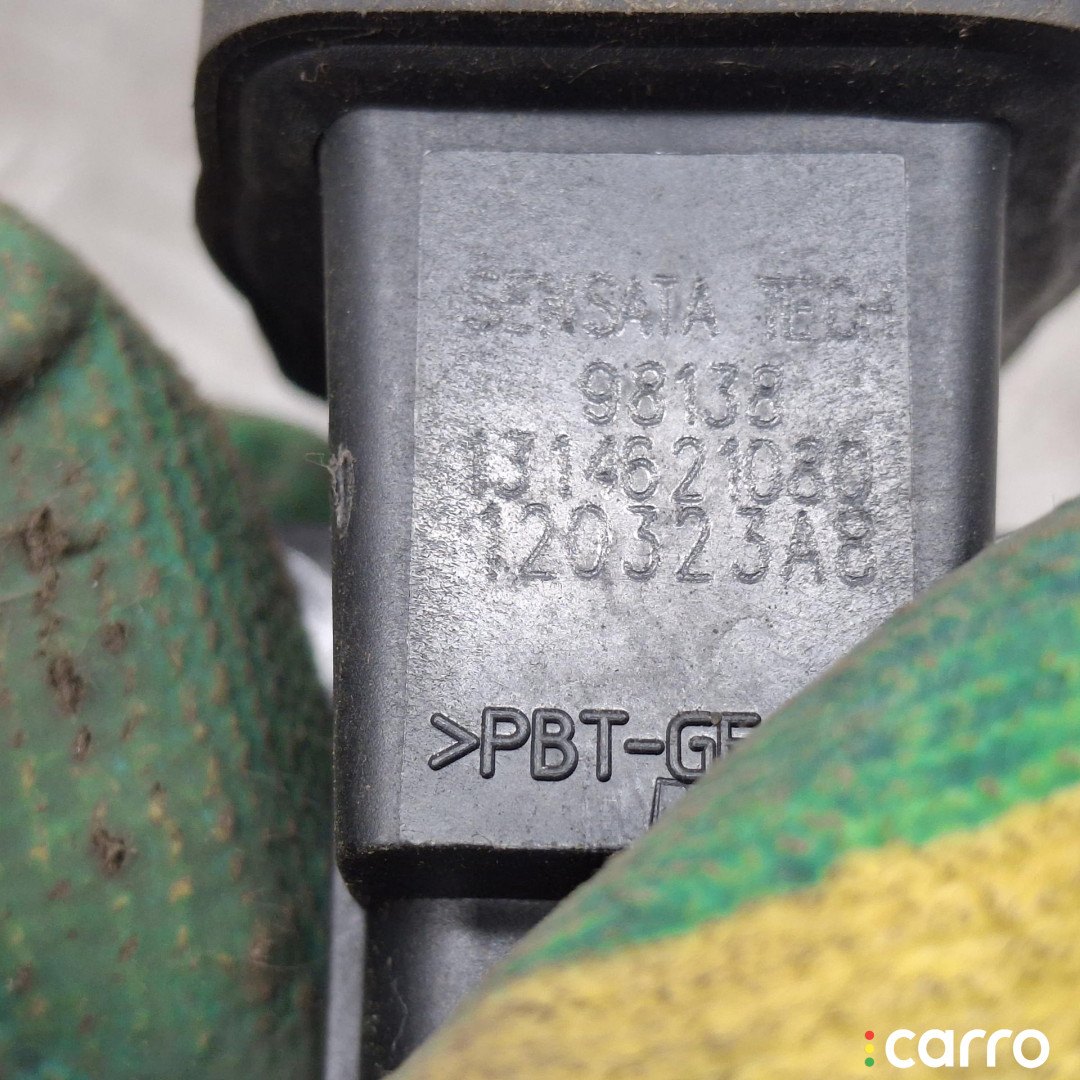 SENSATA TECH
98138
1314621080
120323A8
>PBT-GF
carro